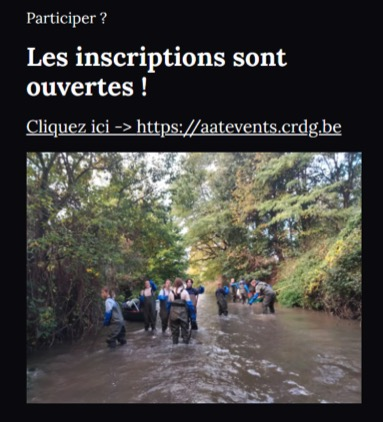 Participer ?
Les inscriptions sont
ouvertes !
Cliquez ici -> https://aatevents.crdg.be